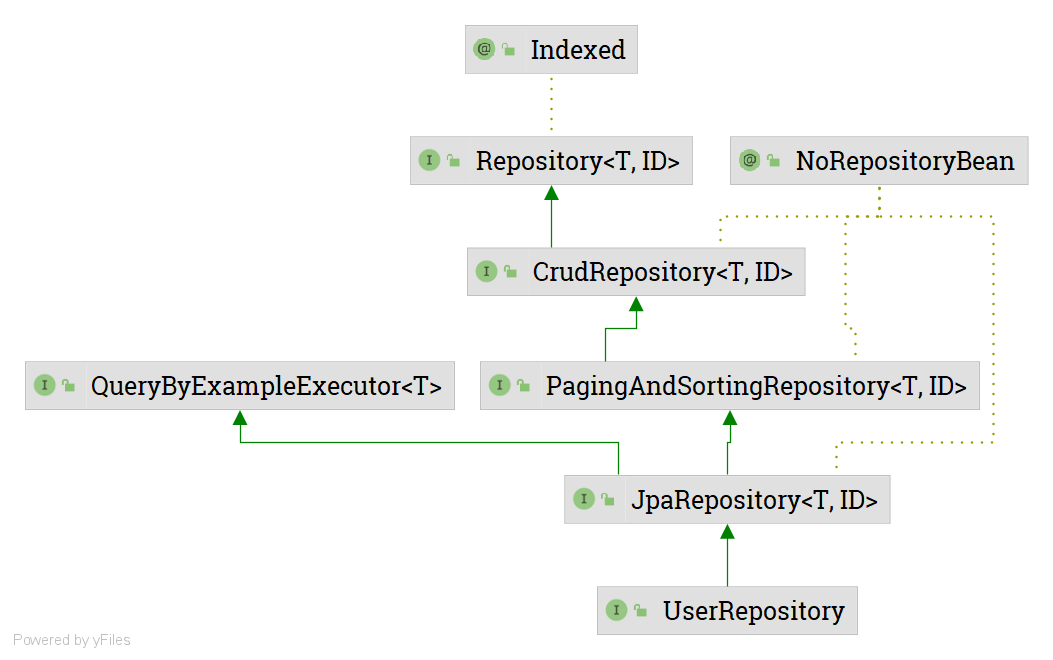 Indexed
Repository<T, ID>
NoRepositoryBean
CrudRepository<T, ID>
QueryByExampleExecutor<T>
PagingAndSortingRepository<T, ID>
JpaRepository<T, ID>
UserRepository
Powered by yFiles